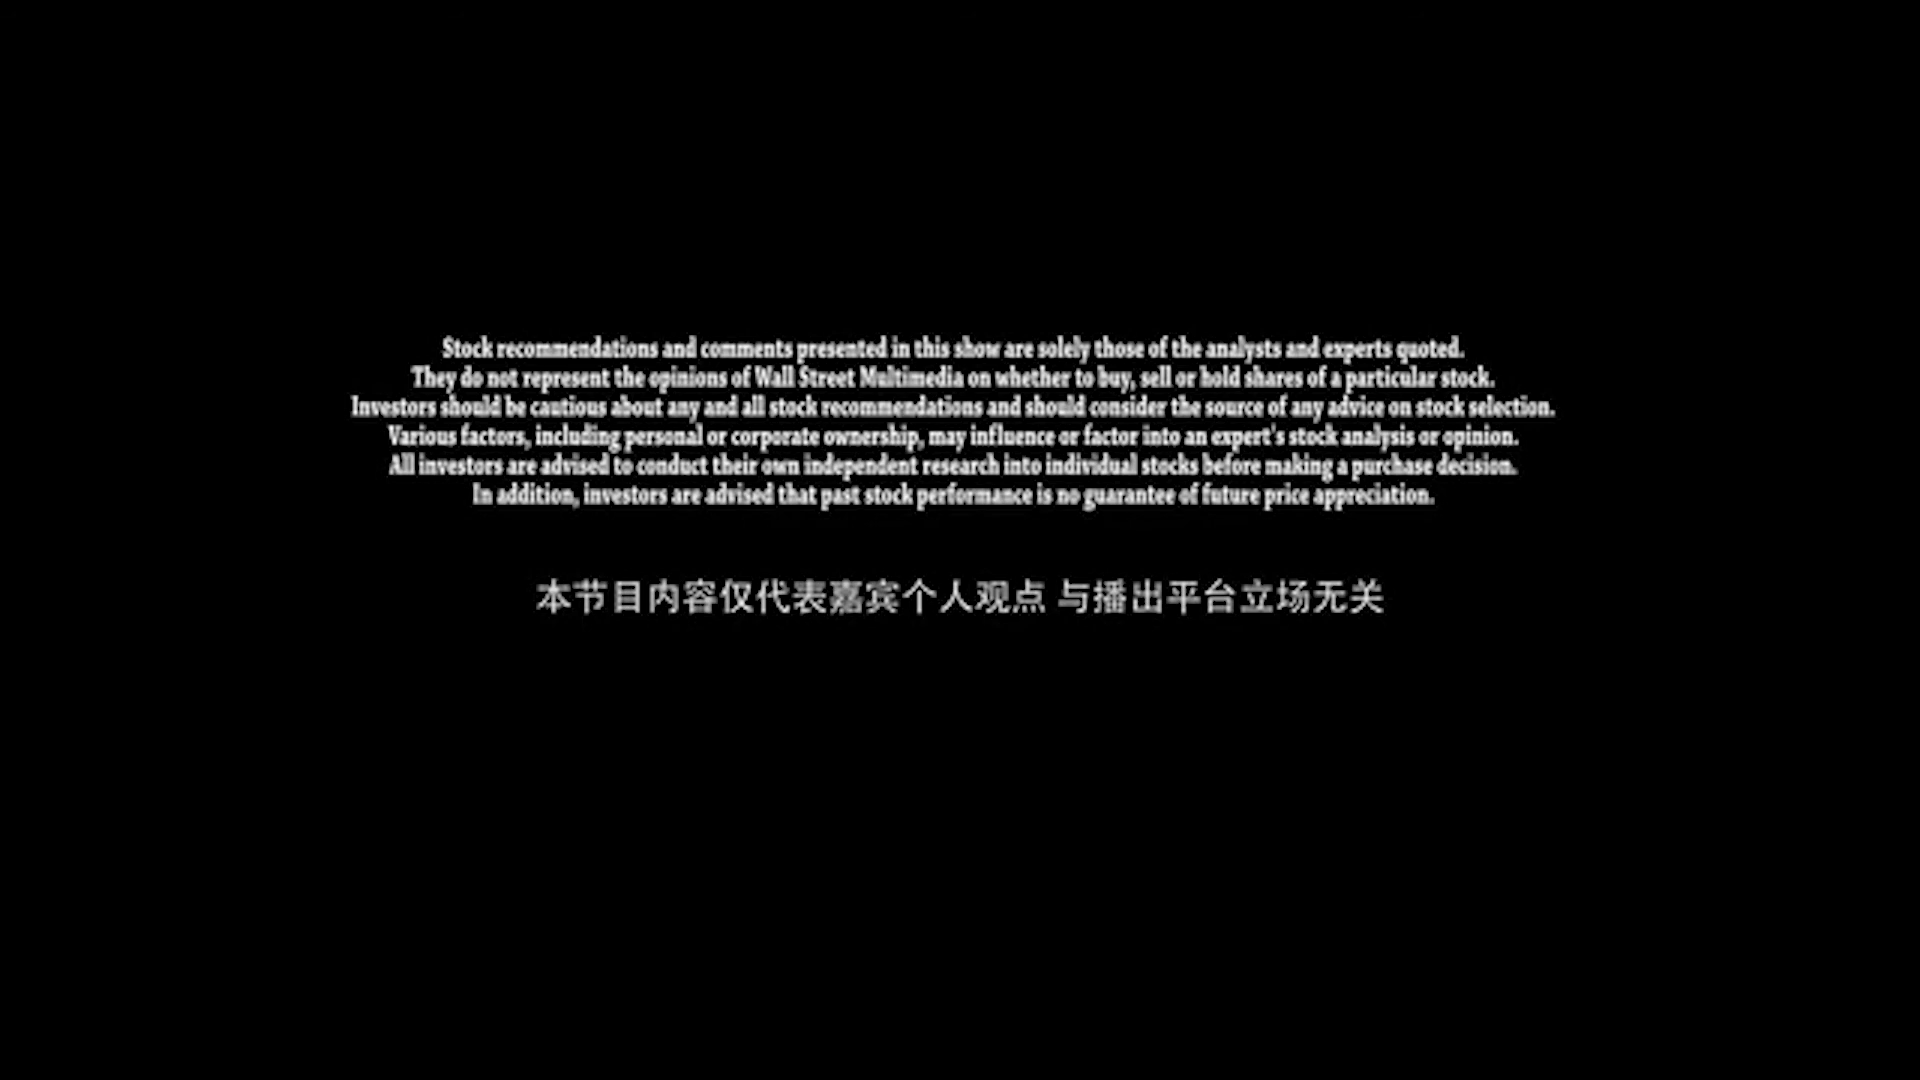 Stock recommendations and comments presented in this show are solely those of the analysts and experts quoted.
They do not represent the opinions of Wall Street Multimedia on whether to buy, sell or hold shares of a particular stock.
Investors should be cautious about any and all stock recommendations and should consider the source of any advice on stock selection.
Various factors, including personal or corporate ownership, may influence or factor into an expert's stock analysis or opinion.
All investors are advised to conduct their own independent research into individual stocks before making a purchase decision.
In addition, investors are advised that past stock performance is no guarantee of future price appreciation.
本节目内容仅代表嘉宾个人观点 与播出平台立场无关